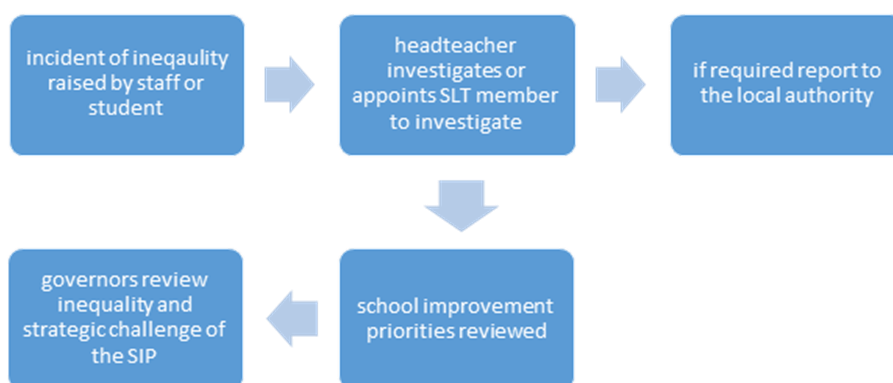 incident of ineqaulity
raised by staff or
student
headteacher
investigates or
appoints SLT member
to investigate
if required report to
the local authority
governors review
inequality and
strategic challenge of
the SIP
school improvement
priorities reviewed